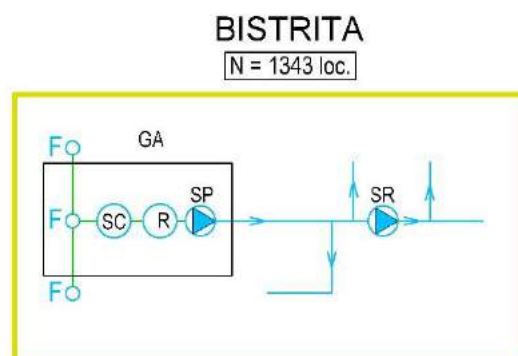 BISTRITA
N = 1343 loc.
F
GA
SP
SR
F
SC
R
F